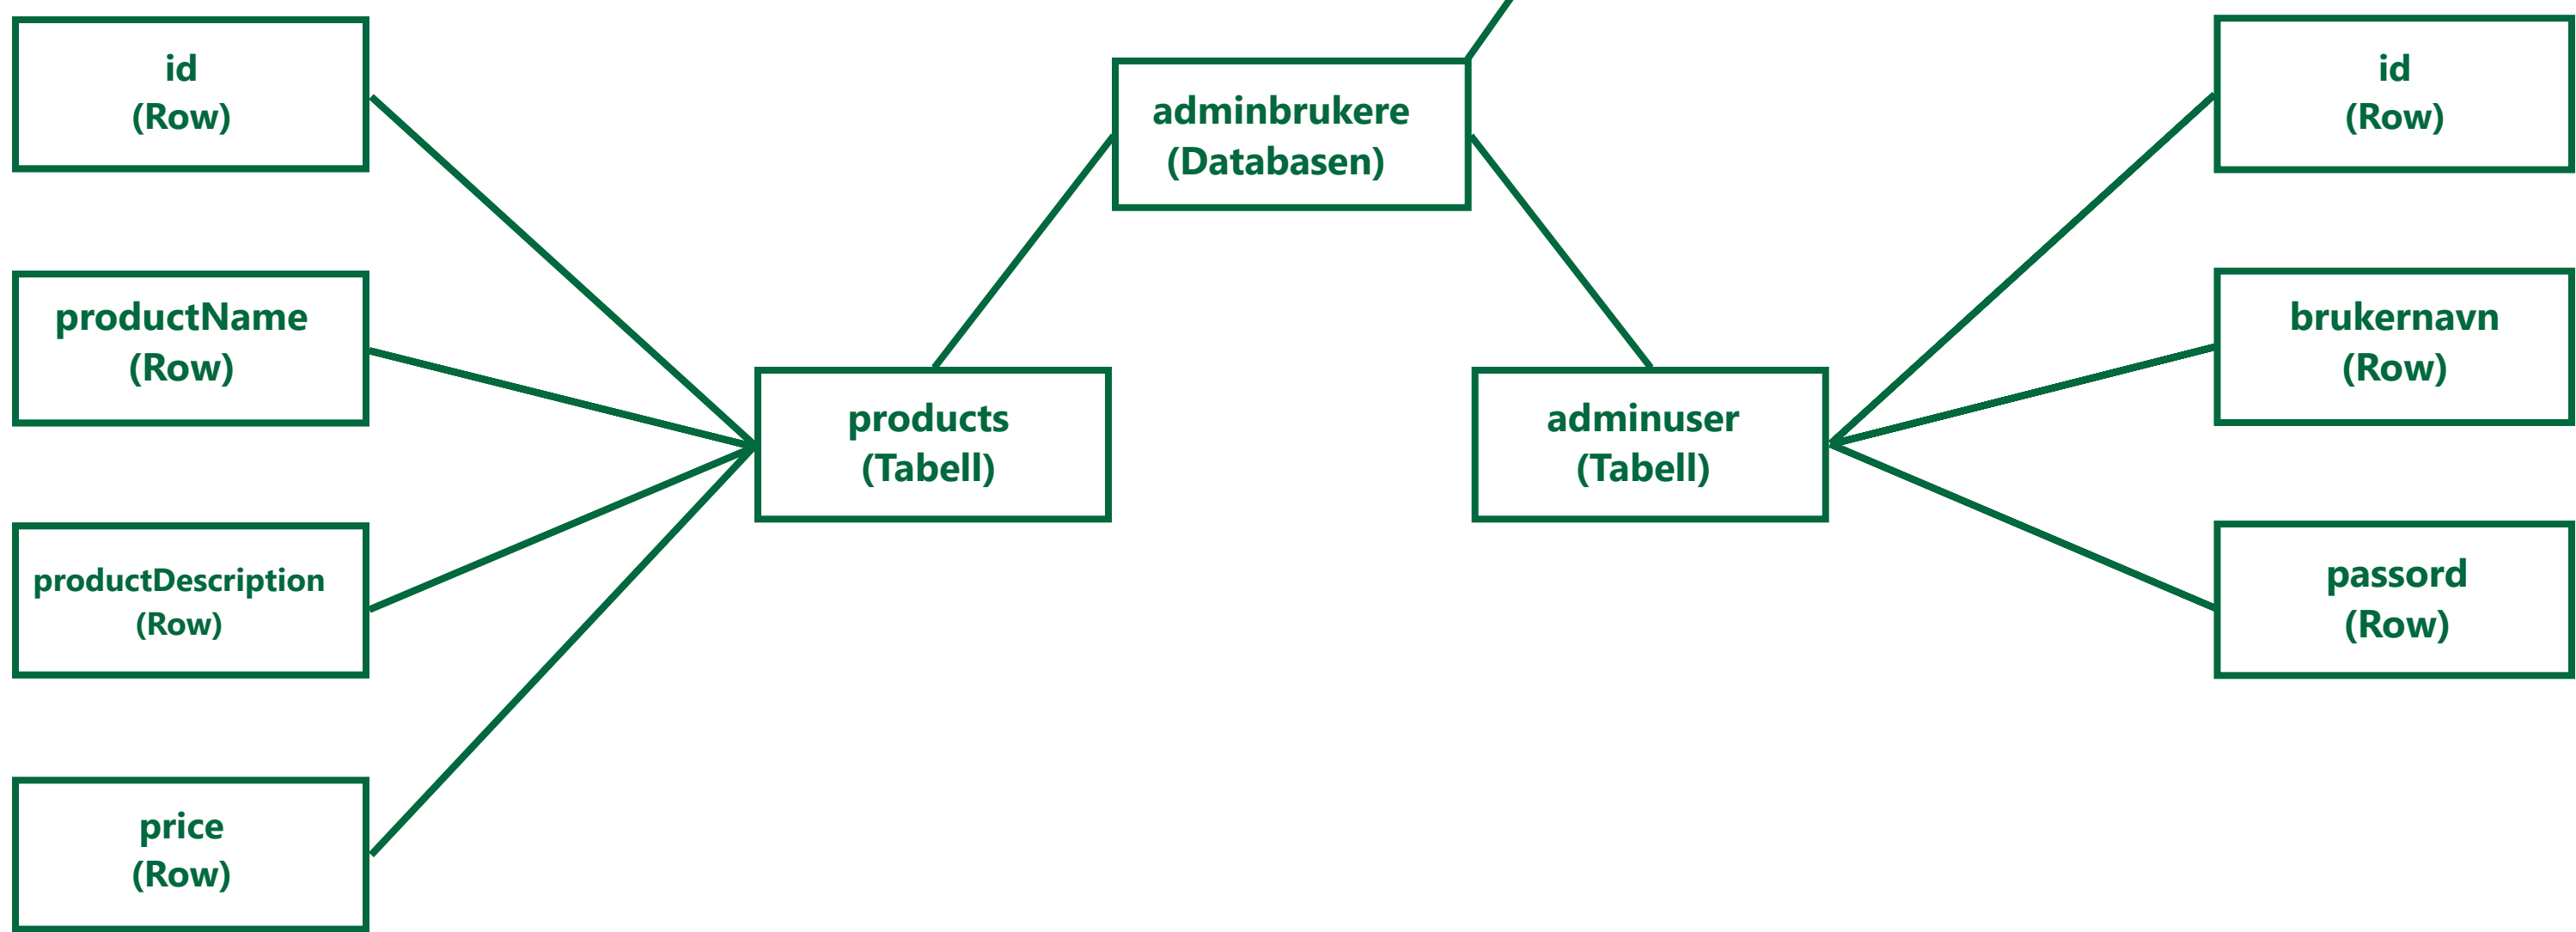 id
(Row)
productName
(Row)
productDescription
(Row)
price
(Row)
adminbrukere
(Databasen)
products
(Tabell)
adminuser
(Tabell)
id
(Row)
brukernavn
(Row)
passord
(Row)